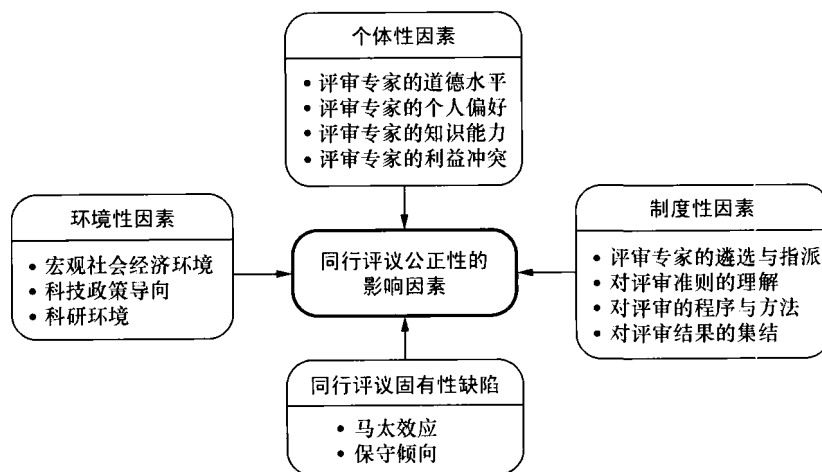 个体性因素
• 评审专家的道德水平
• 评审专家的个人偏好
• 评审专家的知识能力
• 评审专家的利益冲突
环境性因素
• 宏观社会经济环境
• 科技政策导向
• 科研环境
同行评议公正性的
影响因素
制度性因素
• 评审专家的遴选与指派
• 对评审准则的理解
• 对评审的程序与方法
• 对评审结果的集结
同行评议固有性缺陷
• 马太效应
• 保守倾向